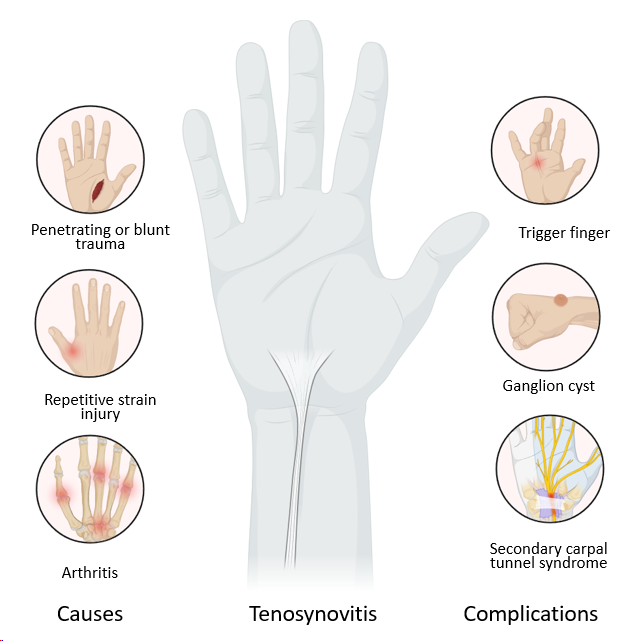 Penetrating or blunt
trauma
Repetitive strain
injury
Arthritis
Causes
Tenosynovitis
Trigger finger
Ganglion cyst
Secondary carpal
tunnel syndrome
Complications